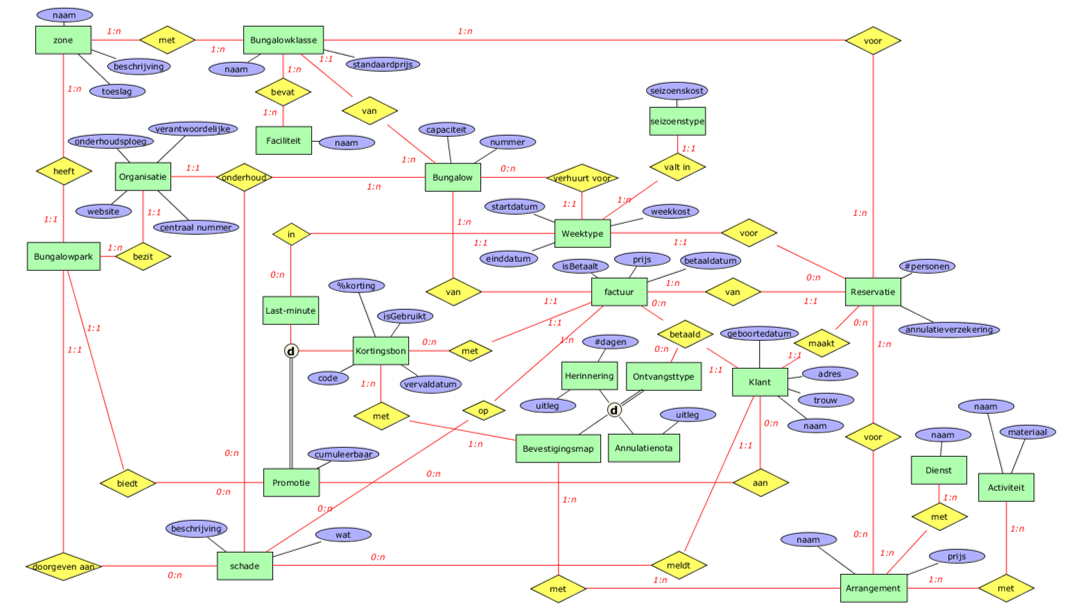 naam
zone
1:n
met
1:n
Bungalowklasse
1:n
voor
beschrijving
toeslag
naam
1:n
1:1
standaardprijs
1:n
bevat
1:n
van
seizoenskost
seizoenstype
Faciliteit
naam
capaciteit
nummer
onderhoudsploeg
verantwoordelijke
1:n
1:1
valt in
heeft
Organisatie
1:1
onderhoud
1:n
Bungalow
0:n
verhuurt voor
website
1:1
centraal nummer
1:1
1:n
1:1
1:n
startdatum
weekkost
1:n
in
1:1
Weektype
1:1
voor
Bungalowpark
1:n
bezit
einddatum
isBetaalt
prijs
betaaldatum
0:n
#personen
0:n
%korting
van
1:1
factuur
1:n
0:n
van
1:1
Reservatie
Last-minute
isGebruikt
1:1
annulatieverzekering
1:1
d
Kortingsbon
0:n
met
1:n
#dagen
betaald
geboortedatum
maakt
0:n
1:n
1:1
0:n
1:1
1:1
code
1:n
vervaldatum
Herinnering
Ontvangsttype
Klant
adres
trouw
naam
met
op
uitleg
d
uitleg
0:n
naam
materiaal
1:n
Bevestigingsmap
Annulatienota
1:1
voor
naam
0:n
cumuleerbaar
Dienst
Activiteit
biedt
0:n
Promotie
0:n
aan
1:n
1:n
0:n
met
1:n
beschrijving
wat
naam
0:n
1:n
prijs
doorgeven aan
0:n
schade
0:n
meldt
met
1:n
Arrangement
1:n
met